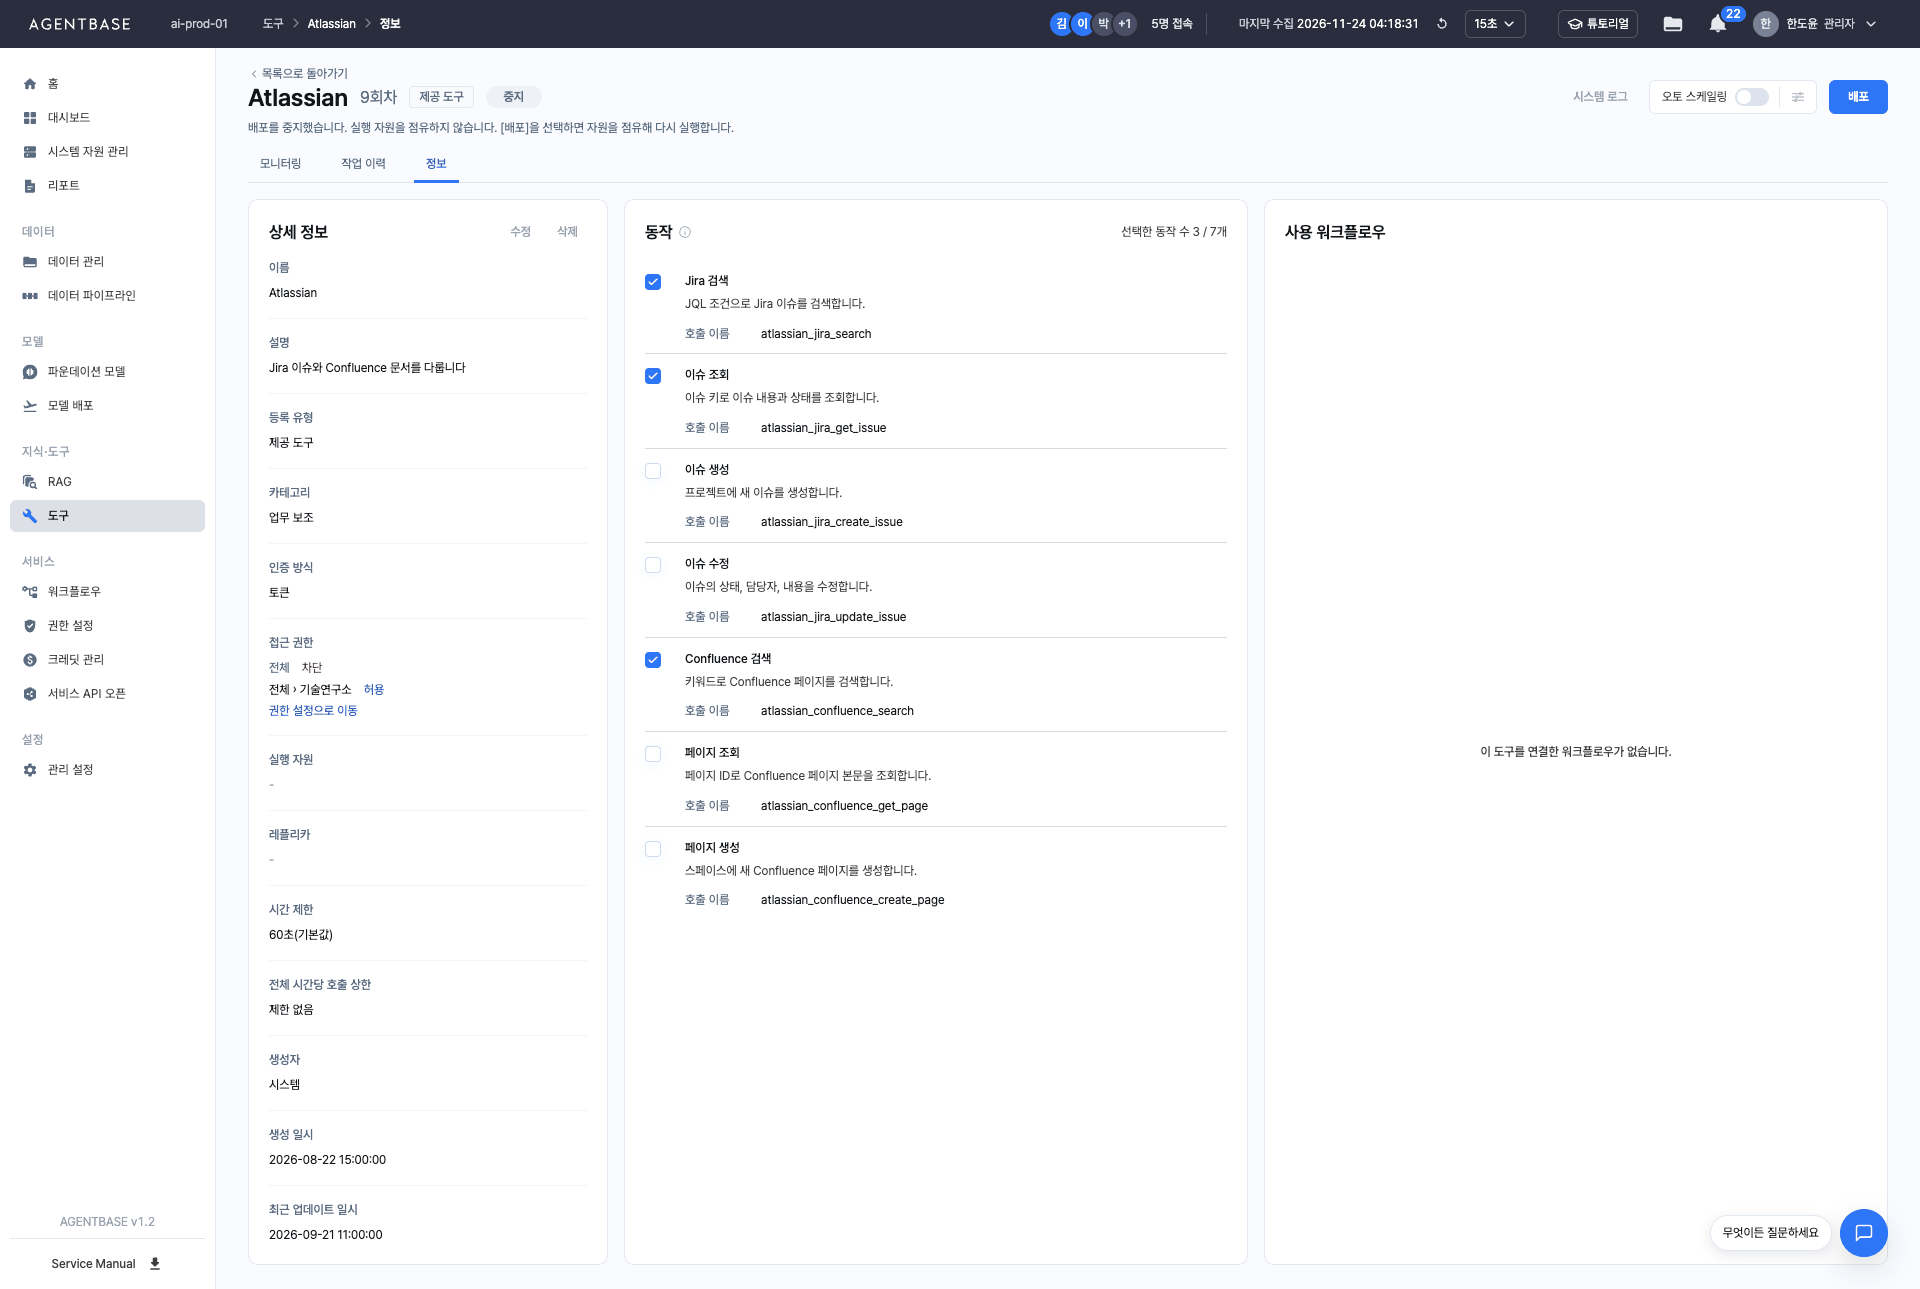 AGENTBASE
ai-prod-01
도구 > Atlassian > 정보
김 이 박 +1 5명 접속
마지막 수집 2026-11-24 04:18:31
15초
튜토리얼
22
한 한도윤 관리자
홈
대시보드
시스템 자원 관리
리포트
데이터
데이터 관리
데이터 파이프라인
모델
파운데이션 모델
모델 배포
지식·도구
RAG
도구
서비스
워크플로우
권한 설정
크레딧 관리
서비스 API 오픈
설정
관리 설정
AGENTBASE v1.2
Service Manual
목록으로 돌아가기
Atlassian 9회차 제공 도구 중지
배포를 중지했습니다. 실행 자원을 점유하지 않습니다. [배포]을 선택하면 자원을 점유해 다시 실행합니다.
시스템 로그
오토 스케일링
배포
모니터링 작업 이력 정보
상세 정보 수정 삭제
이름
Atlassian
설명
Jira 이슈와 Confluence 문서를 다룹니다
등록 유형
제공 도구
카테고리
업무 보조
인증 방식
토큰
접근 권한
전체 차단
전체 › 기술연구소 허용
권한 설정으로 이동
실행 자원
-
레플리카
-
시간 제한
60초(기본값)
전체 시간당 호출 상한
제한 없음
생성자
시스템
생성 일시
2026-08-22 15:00:00
최근 업데이트 일시
2026-09-21 11:00:00
동작 선택한 동작 수 3 / 7개
Jira 검색
JQL 조건으로 Jira 이슈를 검색합니다.
호출 이름 atlassian_jira_search
이슈 조회
이슈 키로 이슈 내용과 상태를 조회합니다.
호출 이름 atlassian_jira_get_issue
이슈 생성
프로젝트에 새 이슈를 생성합니다.
호출 이름 atlassian_jira_create_issue
이슈 수정
이슈의 상태, 담당자, 내용을 수정합니다.
호출 이름 atlassian_jira_update_issue
Confluence 검색
키워드로 Confluence 페이지를 검색합니다.
호출 이름 atlassian_confluence_search
페이지 조회
페이지 ID로 Confluence 페이지 본문을 조회합니다.
호출 이름 atlassian_confluence_get_page
페이지 생성
스페이스에 새 Confluence 페이지를 생성합니다.
호출 이름 atlassian_confluence_create_page
사용 워크플로우
이 도구를 연결한 워크플로우가 없습니다.
무엇이든 질문하세요